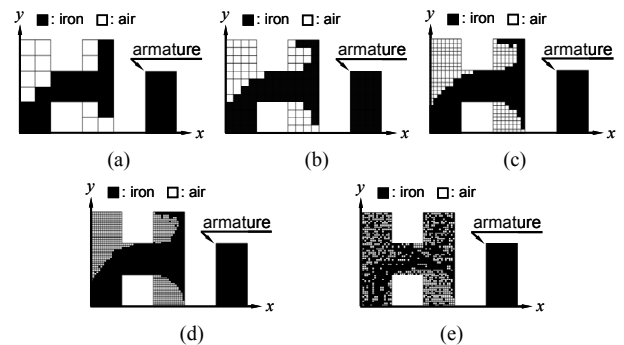 y ■: iron □: air
armature
x
(a)
y ■: iron □: air
armature
x
(b)
y ■: iron □: air
armature
x
(c)
y ■: iron □: air
armature
x
(d)
y ■: iron □: air
armature
x
(e)